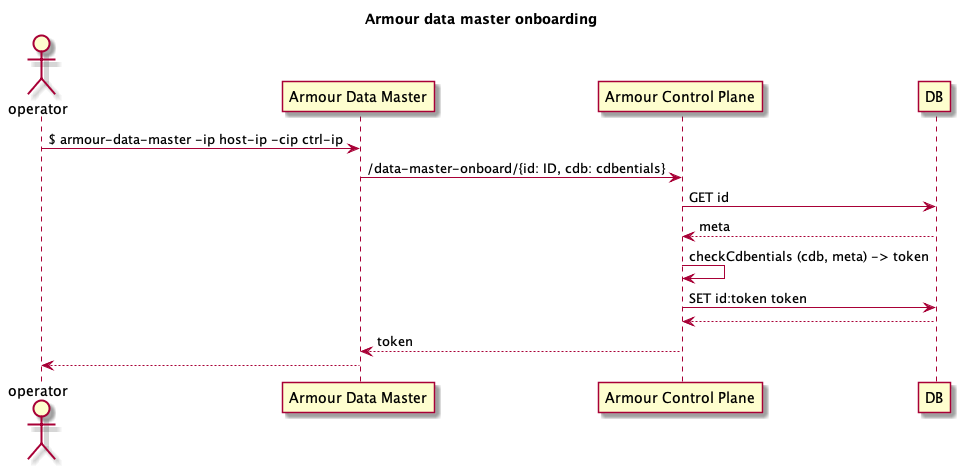 Armour data master onboarding
operator
Armour Data Master
Armour Control Plane
DB
$ armour-data-master -ip host-ip -cip ctrl-ip
/data-master-onboard/{id: ID, cdb: cdbentials}
GET id
meta
checkCdbentials (cdb, meta) -> token
SET id:token token
token
operator
Armour Data Master
Armour Control Plane
DB